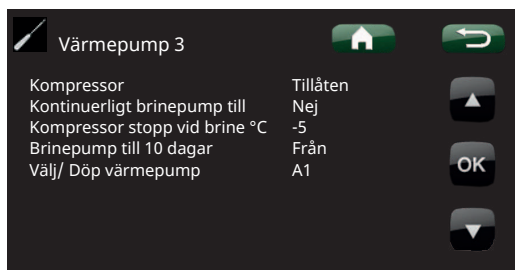 Värmepump 3
Kompressor Tillåten
Kontinuerligt brinepump till Nej
Kompressor stopp vid brine °C -5
Brinepump till 10 dagar Från
Välj/ Döp värmepump A1
OK